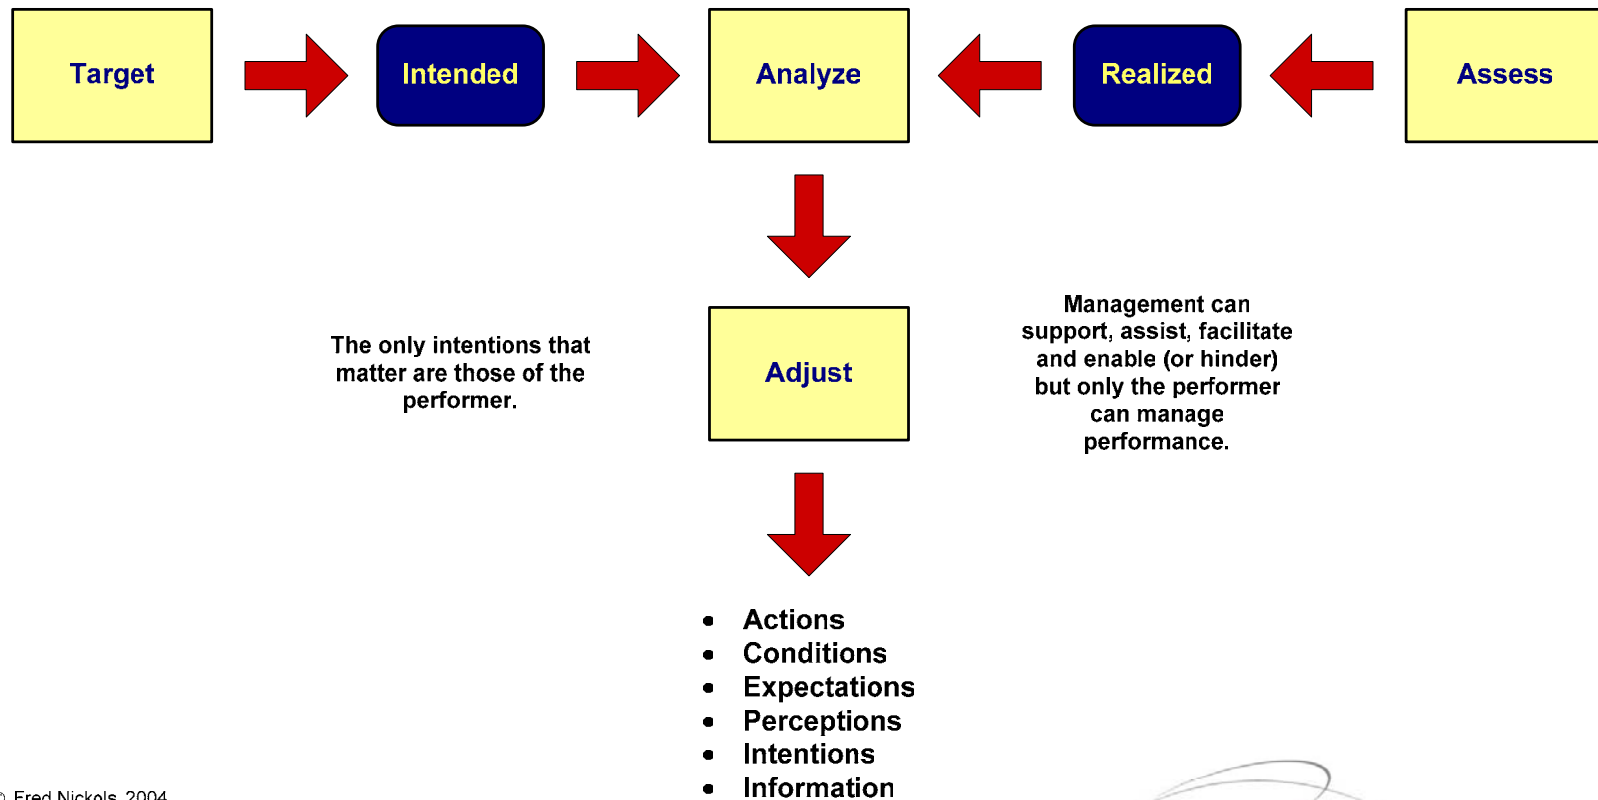 Target
Intended
Analyze
Realized
Assess
The only intentions that
matter are those of the
performer.
Adjust
Management can
support, assist, facilitate
and enable (or hinder)
but only the performer
can manage
performance.
• Actions
• Conditions
• Expectations
• Perceptions
• Intentions
• Information
© Fred Nickols 2004